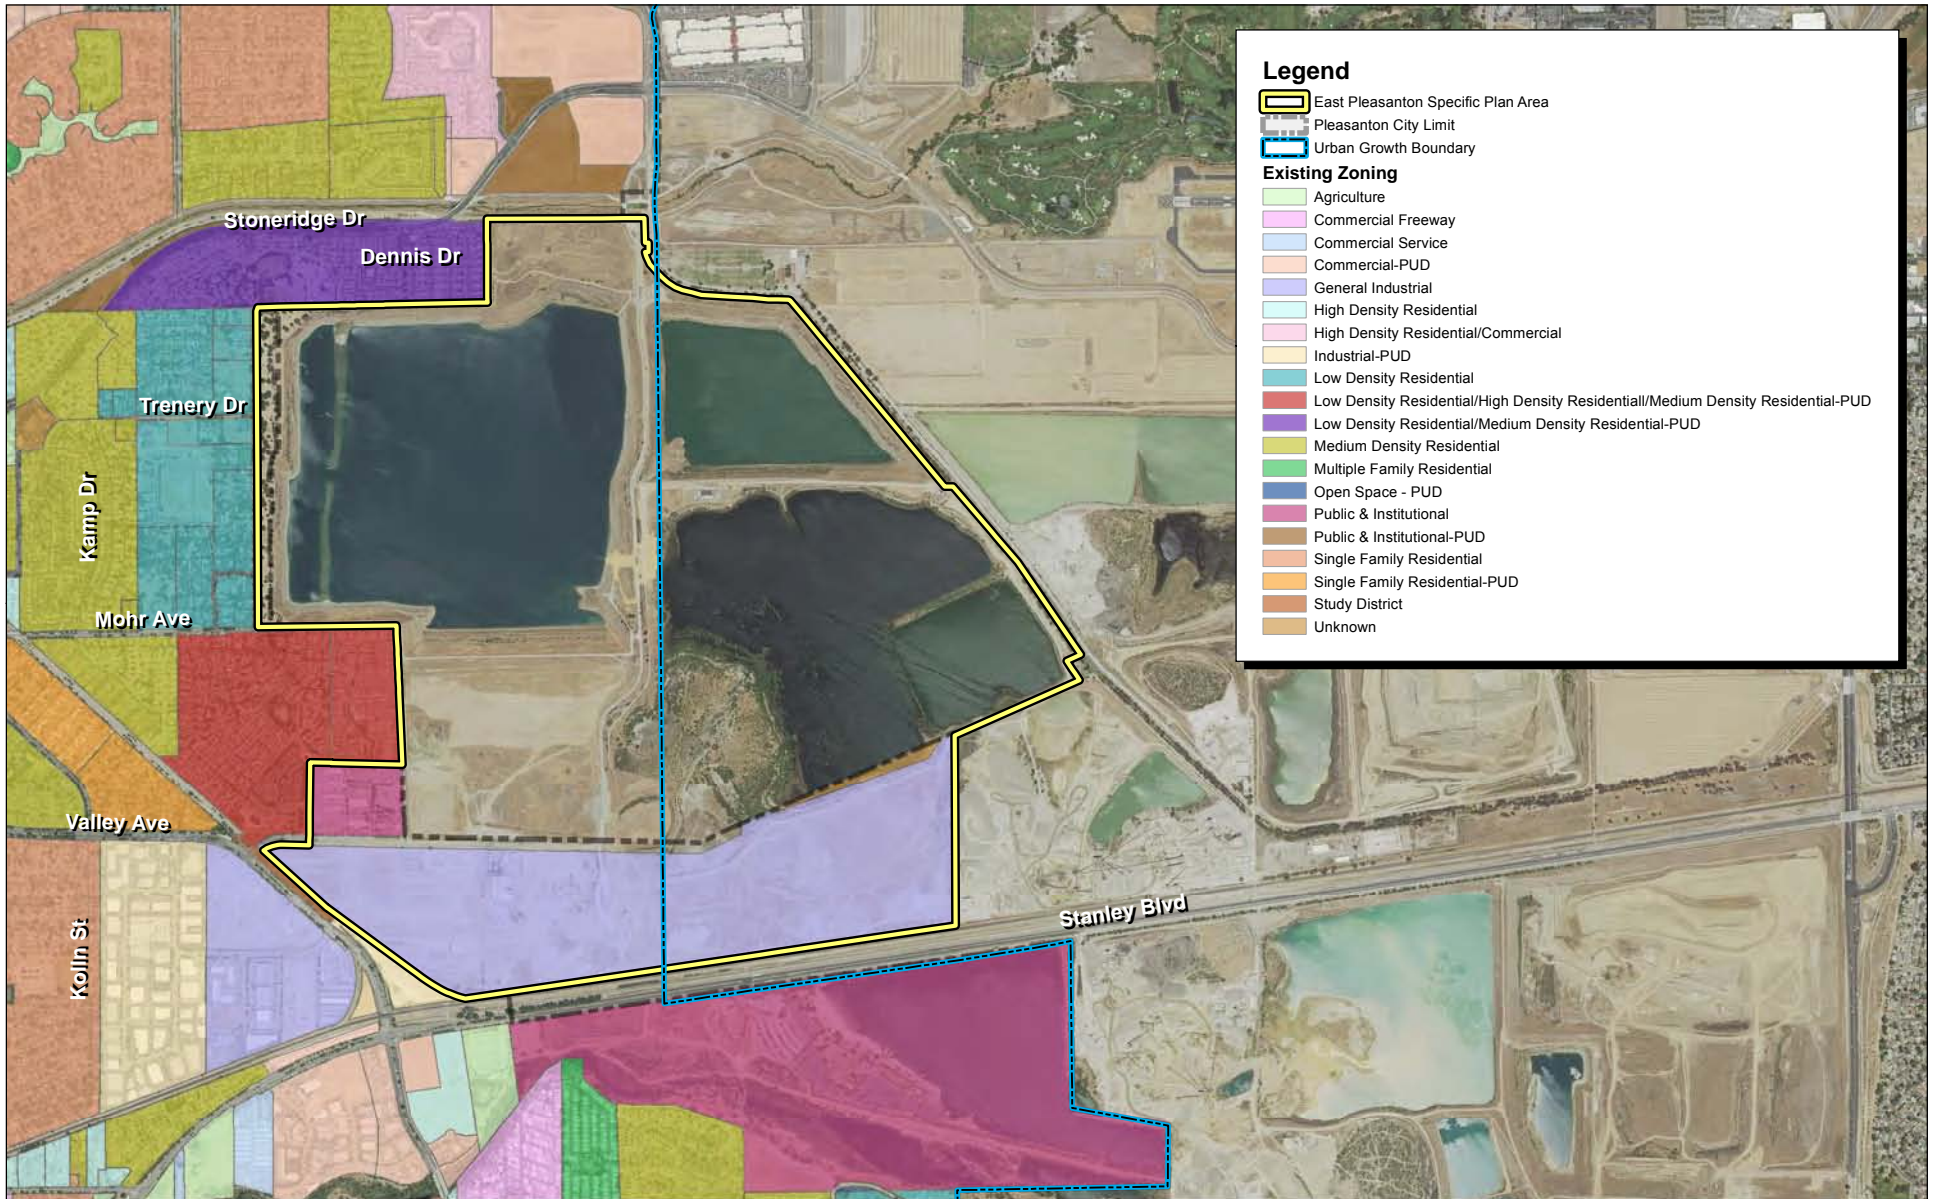 Legend
East Pleasanton Specific Plan Area
Pleasanton City Limit
Urban Growth Boundary
Existing Zoning
Agriculture
Commercial Freeway
Commercial Service
Commercial-PUD
General Industrial
High Density Residential
High Density Residential/Commercial
Industrial-PUD
Low Density Residential
Low Density Residential/High Density Residentiall/Medium Density Residential-PUD
Low Density Residential/Medium Density Residential-PUD
Medium Density Residential
Multiple Family Residential
Open Space - PUD
Public & Institutional
Public & Institutional-PUD
Single Family Residential
Single Family Residential-PUD
Study District
Unknown
Stoneridge Dr
Dennis Dr
Trenery Dr
Kamp Dr
Mohr Ave
Valley Ave
Kolln St
Stanley Blvd